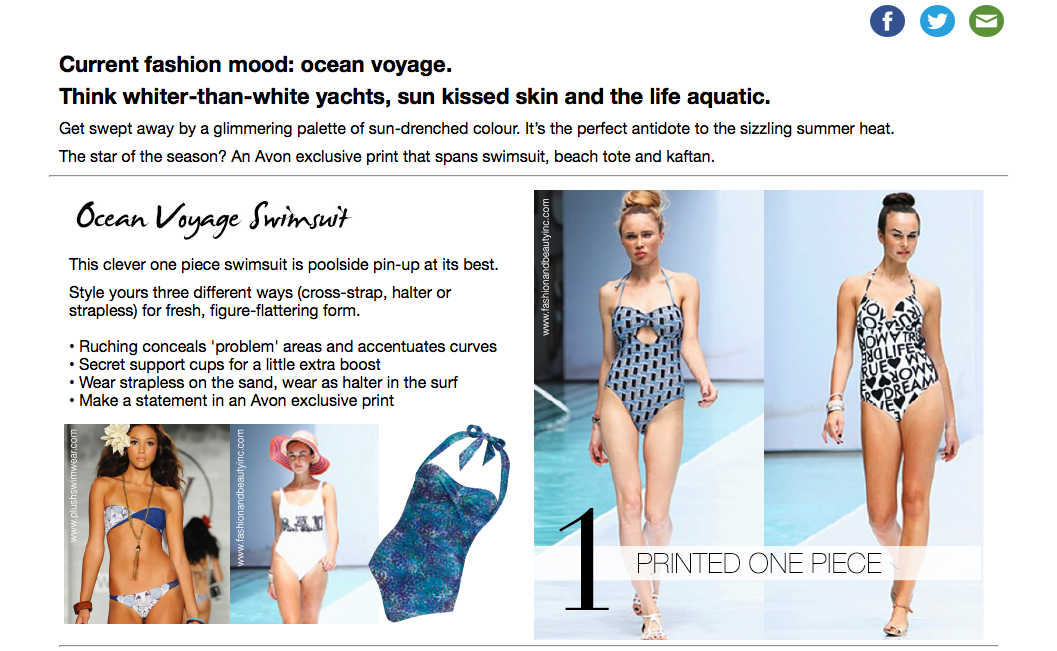 Current fashion mood: ocean voyage.
Think whiter-than-white yachts, sun kissed skin and the life aquatic.
Get swept away by a glimmering palette of sun-drenched colour. It's the perfect antidote to the sizzling summer heat.
The star of the season? An Avon exclusive print that spans swimsuit, beach tote and kaftan.
Ocean Voyage Swimsuit
This clever one piece swimsuit is poolside pin-up at its best.
Style yours three different ways (cross-strap, halter or
strapless) for fresh, figure-flattering form.
• Ruching conceals 'problem' areas and accentuates curves
• Secret support cups for a little extra boost
• Wear strapless on the sand, wear as halter in the surf
• Make a statement in an Avon exclusive print
www.plushswimwear.com
www.fashionandbeautyinc.com
www.fashionandbeautyinc.com
LIFE
DREAM
1 PRINTED ONE PIECE